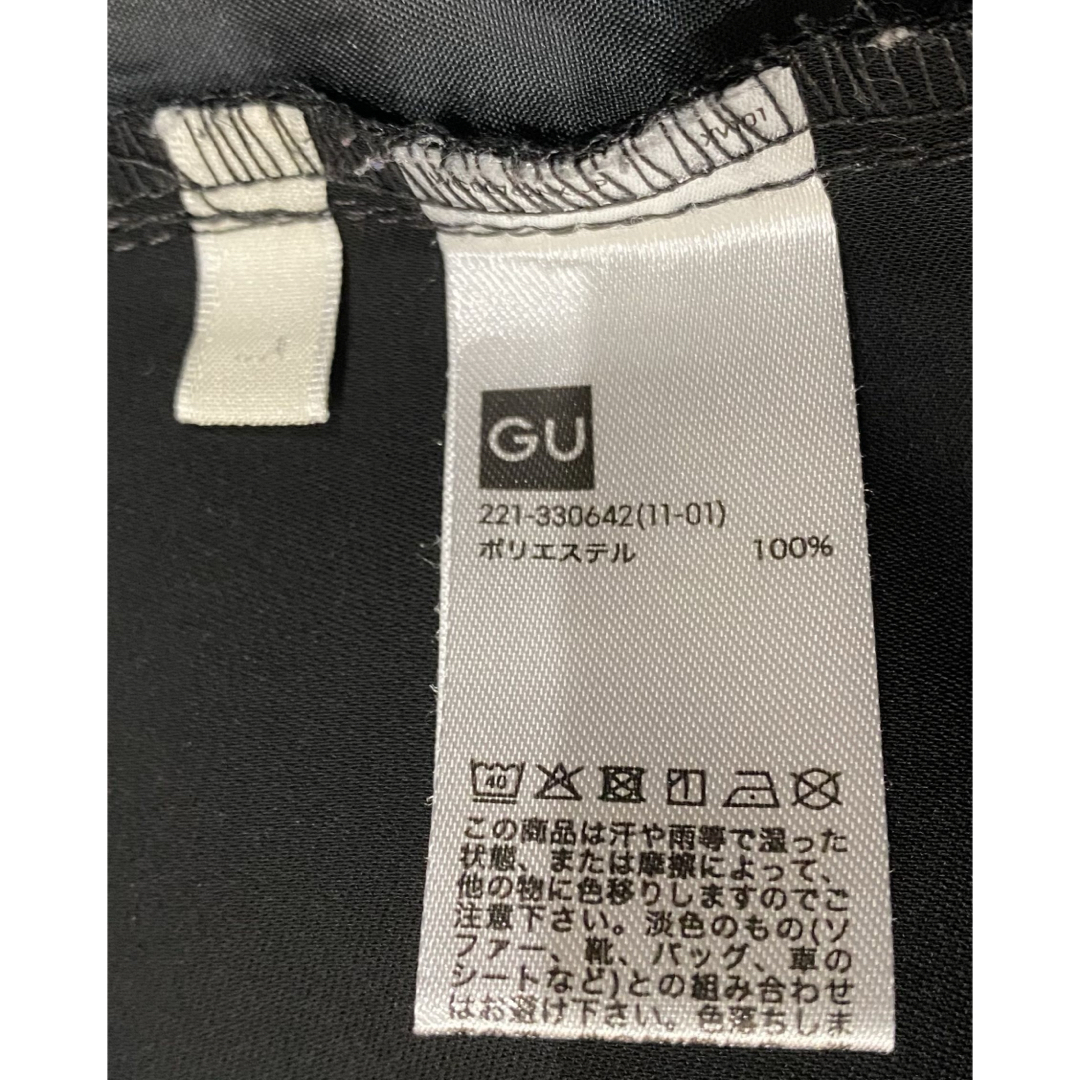 GU
221-330642(11-01)
ポリエステル 100%
40
この商品は汗や雨等で湿った
状態、または摩擦によって、
他の物に色移りしますのでご
注意下さい。淡色のもの(ソ
ファー、靴、バッグ、車の
シートなど)との組み合わせ
はお避け下さい。色落ちしま